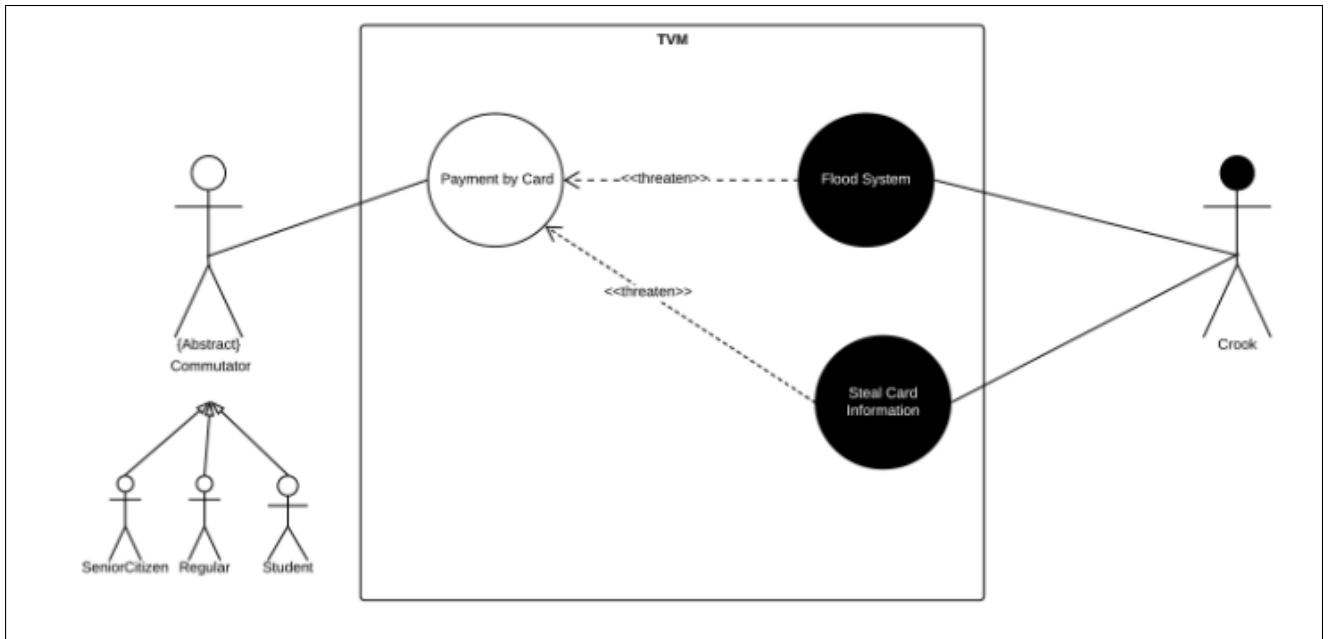 TVM
Payment by Card
<<threaten>>
Flood System
<<threaten>>
{Abstract}
Commutator
Crook
Steal Card
Information
SeniorCitizen
Regular
Student